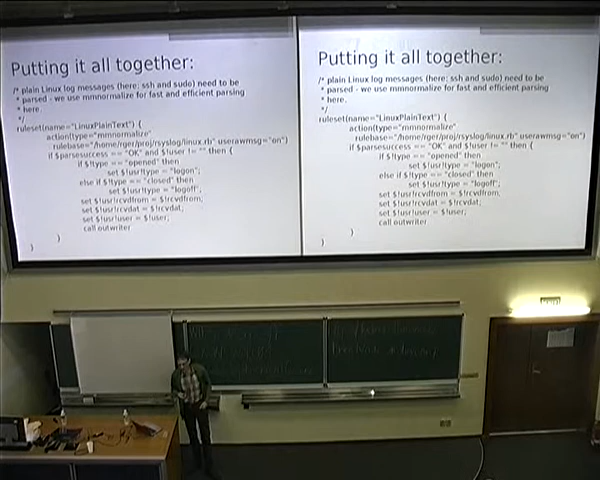 Putting it all together:
/* plain Linux log messages (here: ssh and sudo) need to be
* parsed - we use mmnormalize for fast and efficient parsing
* here.
*/
ruleset(name="LinuxPlainText") {
action(type="mmnormalize"
rulebase="/home/rger/proj/rsyslog/linux.rb" userawmsg="on")
if $parsesuccess == "OK" and $!user != "" then {
if $!type == "opened" then
set $!usr!type = "logon";
else if $!type == "closed" then
set $!usr!type = "logoff";
set $!usr!rcvdfrom = $!rcvdfrom;
set $!usr!rcvdat = $!rcvdat;
set $!usr!user = $!user;
call outwriter
}
}
Putting it all together:
/* plain Linux log messages (here: ssh and sudo) need to be
* parsed - we use mmnormalize for fast and efficient parsing
* here.
*/
ruleset(name="LinuxPlainText") {
action(type="mmnormalize"
rulebase="/home/rger/proj/rsyslog/linux.rb" userawmsg="on")
if $parsesuccess == "OK" and $!user != "" then {
if $!type == "opened" then
set $!usr!type = "logon";
else if $!type == "closed" then
set $!usr!type = "logoff";
set $!usr!rcvdfrom = $!rcvdfrom;
set $!usr!rcvdat = $!rcvdat;
set $!usr!user = $!user;
call outwriter
}
}